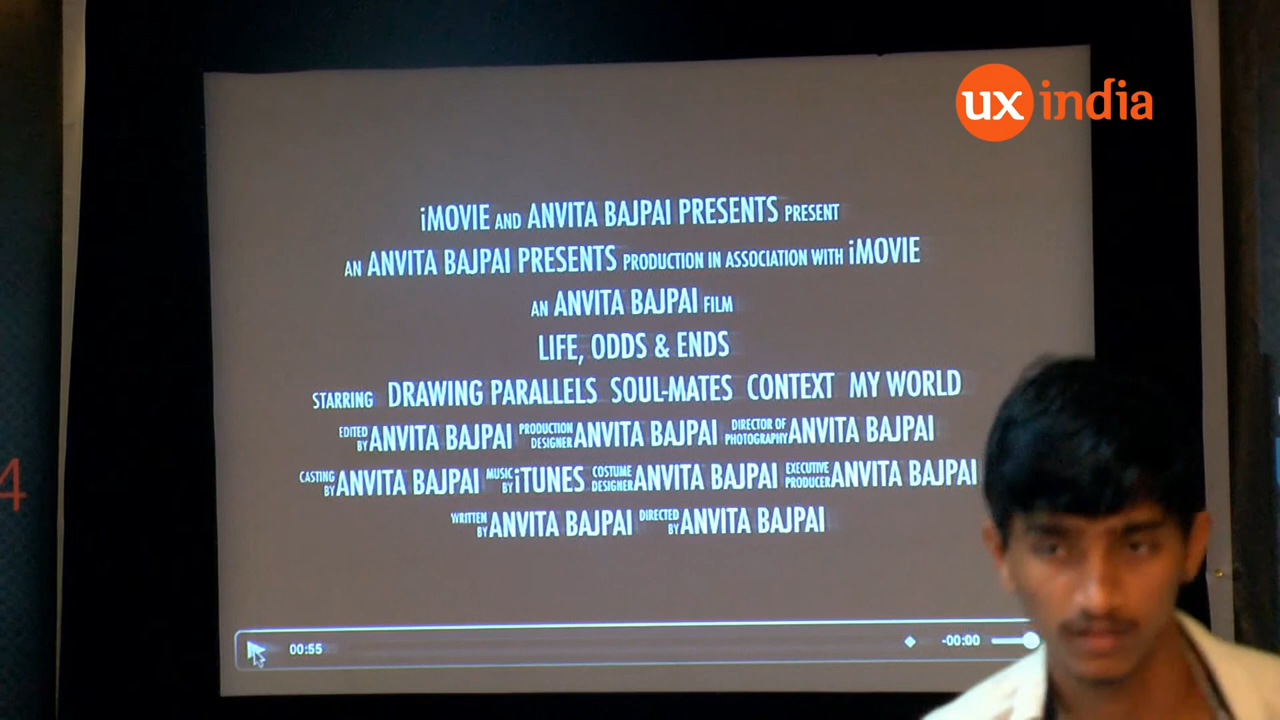 ux india
iMOVIE AND ANVITA BAJPAI PRESENTS PRESENT
AN ANVITA BAJPAI PRESENTS PRODUCTION IN ASSOCIATION WITH iMOVIE
AN ANVITA BAJPAI FILM
LIFE, ODDS & ENDS
STARRING DRAWING PARALLELS SOUL-MATES CONTEXT MY WORLD
EDITED BY ANVITA BAJPAI PRODUCTION DESIGNER ANVITA BAJPAI DIRECTOR OF PHOTOGRAPHY ANVITA BAJPAI
CASTING BY ANVITA BAJPAI MUSIC BY iTUNES COSTUME DESIGNER ANVITA BAJPAI EXECUTIVE PRODUCER ANVITA BAJPAI
WRITTEN BY ANVITA BAJPAI DIRECTED BY ANVITA BAJPAI
4
00:55 -00:00